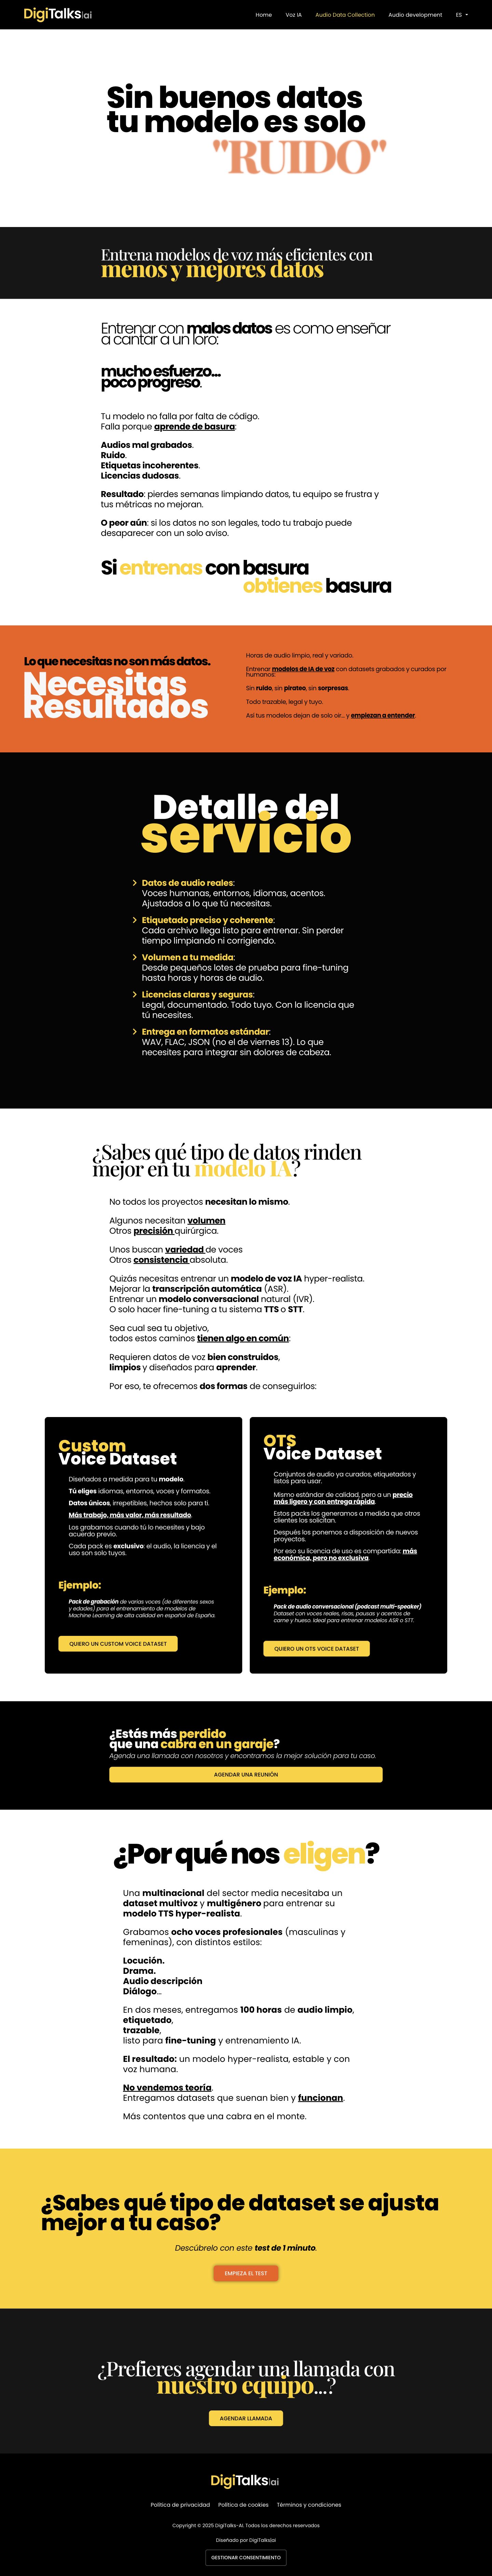 DigiTalks|ai
Home Voz IA Audio Data Collection Audio development ES
Sin buenos datos
tu modelo es solo
"RUIDO"
Entrena modelos de voz más eficientes con
menos y mejores datos
Entrenar con malos datos es como enseñar
a cantar a un loro:
mucho esfuerzo...
poco progreso.
Tu modelo no falla por falta de código.
Falla porque aprende de basura:
Audios mal grabados.
Ruido.
Etiquetas incoherentes.
Licencias dudosas.
Resultado: pierdes semanas limpiando datos, tu equipo se frustra y
tus métricas no mejoran.
O peor aún: si los datos no son legales, todo tu trabajo puede
desaparecer con un solo aviso.
Si entrenas con basura
obtienes basura
Lo que necesitas no son más datos.
Necesitas
Resultados
Horas de audio limpio, real y variado.
Entrenar modelos de IA de voz con datasets grabados y curados por
humanos:
Sin ruido, sin pirateo, sin sorpresas.
Todo trazable, legal y tuyo.
Así tus modelos dejan de solo oír... y empiezan a entender.
Detalle del
servicio
Datos de audio reales:
Voces humanas, entornos, idiomas, acentos.
Ajustados a lo que tú necesitas.
Etiquetado preciso y coherente:
Cada archivo llega listo para entrenar. Sin perder
tiempo limpiando ni corrigiendo.
Volumen a tu medida:
Desde pequeños lotes de prueba para fine-tuning
hasta horas y horas de audio.
Licencias claras y seguras:
Legal, documentado. Todo tuyo. Con la licencia que
tú necesites.
Entrega en formatos estándar:
WAV, FLAC, JSON (no el de viernes 13). Lo que
necesites para integrar sin dolores de cabeza.
¿Sabes qué tipo de datos rinden
mejor en tu modelo IA?
No todos los proyectos necesitan lo mismo.
Algunos necesitan volumen
Otros precisión quirúrgica.
Unos buscan variedad de voces
Otros consistencia absoluta.
Quizás necesitas entrenar un modelo de voz IA hyper-realista.
Mejorar la transcripción automática (ASR).
Entrenar un modelo conversacional natural (IVR).
O solo hacer fine-tuning a tu sistema TTS o STT.
Sea cual sea tu objetivo,
todos estos caminos tienen algo en común:
Requieren datos de voz bien construidos,
limpios y diseñados para aprender.
Por eso, te ofrecemos dos formas de conseguirlos:
Custom
Voice Dataset
Diseñados a medida para tu modelo.
Tú eliges idiomas, entornos, voces y formatos.
Datos únicos, irrepetibles, hechos solo para ti.
Más trabajo, más valor, más resultado.
Los grabamos cuando tú lo necesites y bajo
acuerdo previo.
Cada pack es exclusivo: el audio, la licencia y el
uso son solo tuyos.
Ejemplo:
Pack de grabación de varias voces (de diferentes sexos
y edades) para el entrenamiento de modelos de
Machine Learning de alta calidad en español de España.
QUIERO UN CUSTOM VOICE DATASET
OTS
Voice Dataset
Conjuntos de audio ya curados, etiquetados y
listos para usar.
Mismo estándar de calidad, pero a un precio
más ligero y con entrega rápida.
Estos packs los generamos a medida que otros
clientes los solicitan.
Después los ponemos a disposición de nuevos
proyectos.
Por eso su licencia de uso es compartida: más
económica, pero no exclusiva.
Ejemplo:
Pack de audio conversacional (podcast multi-speaker)
Dataset con voces reales, risas, pausas y acentos de
carne y hueso. Ideal para entrenar modelos ASR o STT.
QUIERO UN OTS VOICE DATASET
¿Estás más perdido
que una cabra en un garaje?
Agenda una llamada con nosotros y encontramos la mejor solución para tu caso.
AGENDAR UNA REUNIÓN
¿Por qué nos eligen?
Una multinacional del sector media necesitaba un
dataset multivoz y multigénero para entrenar su
modelo TTS hyper-realista.
Grabamos ocho voces profesionales (masculinas y
femeninas), con distintos estilos:
Locución.
Drama.
Audio descripción
Diálogo...
En dos meses, entregamos 100 horas de audio limpio,
etiquetado,
trazable,
listo para fine-tuning y entrenamiento IA.
El resultado: un modelo hyper-realista, estable y con
voz humana.
No vendemos teoría.
Entregamos datasets que suenan bien y funcionan.
Más contentos que una cabra en el monte.
¿Sabes qué tipo de dataset se ajusta
mejor a tu caso?
Descúbrelo con este test de 1 minuto.
EMPIEZA EL TEST
¿Prefieres agendar una llamada con
nuestro equipo...?
AGENDAR LLAMADA
DigiTalks|ai
Política de privacidad Política de cookies Términos y condiciones
Copyright © 2025 DigiTalks-AI. Todos los derechos reservados
Diseñado por DigiTalks|ai
GESTIONAR CONSENTIMIENTO